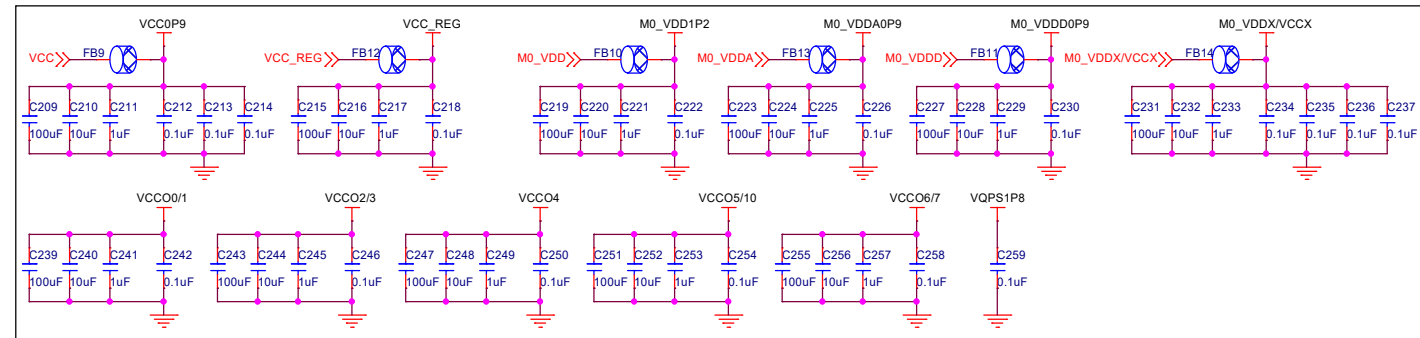 VCC0P9 VCC_REG M0_VDD1P2 M0_VDDA0P9 M0_VDDD0P9 M0_VDDX/VCCX
VCC FB9 VCC_REG FB12 M0_VDD FB10 M0_VDDA FB13 M0_VDDD FB11 M0_VDDX/VCCX FB14
C209 C210 C211 C212 C213 C214 C215 C216 C217 C218 C219 C220 C221 C222 C223 C224 C225 C226 C227 C228 C229 C230 C231 C232 C233 C234 C235 C236 C237
100uF 10uF 1uF 0.1uF 0.1uF 0.1uF 100uF 10uF 1uF 0.1uF 100uF 10uF 1uF 0.1uF 100uF 10uF 1uF 0.1uF 100uF 10uF 1uF 0.1uF 100uF 10uF 1uF 0.1uF 0.1uF 0.1uF 0.1uF
VCCO0/1 VCCO2/3 VCCO4 VCCO5/10 VCCO6/7 VQPS1P8
C239 C240 C241 C242 C243 C244 C245 C246 C247 C248 C249 C250 C251 C252 C253 C254 C255 C256 C257 C258 C259
100uF 10uF 1uF 0.1uF 100uF 10uF 1uF 0.1uF 100uF 10uF 1uF 0.1uF 100uF 10uF 1uF 0.1uF 100uF 10uF 1uF 0.1uF 0.1uF